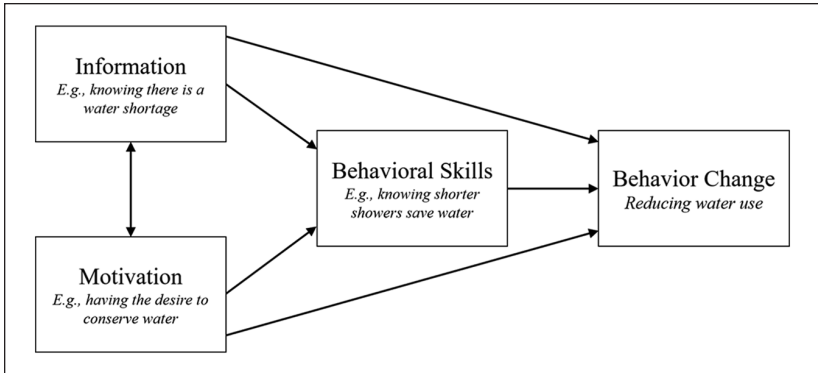 Information
E.g., knowing there is a
water shortage
Behavioral Skills
E.g., knowing shorter
showers save water
Behavior Change
Reducing water use
Motivation
E.g., having the desire to
conserve water